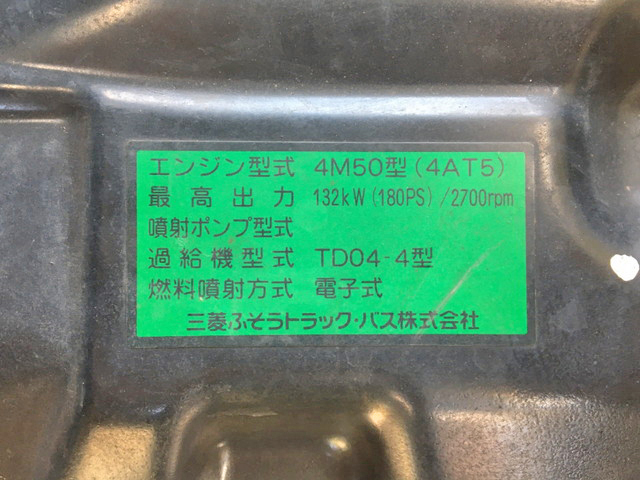 エンジン型式 4M50型(4AT5)
最高出力 132kW(180PS)/2700rpm
噴射ポンプ型式
過給機型式 TD04-4型
燃料噴射方式 電子式
三菱ふそうトラック・バス株式会社